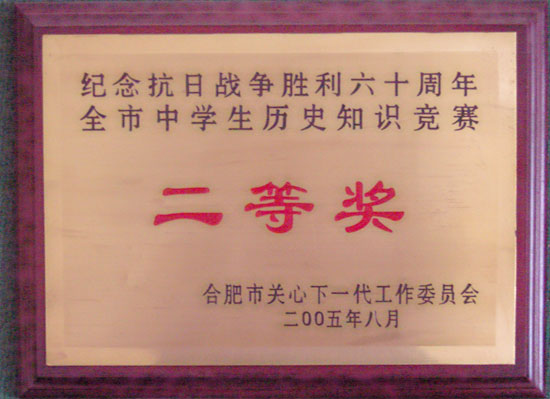 纪念抗日战争胜利六十周年
全市中学生历史知识竞赛
二等奖
合肥市关心下一代工作委员会
二00五年八月